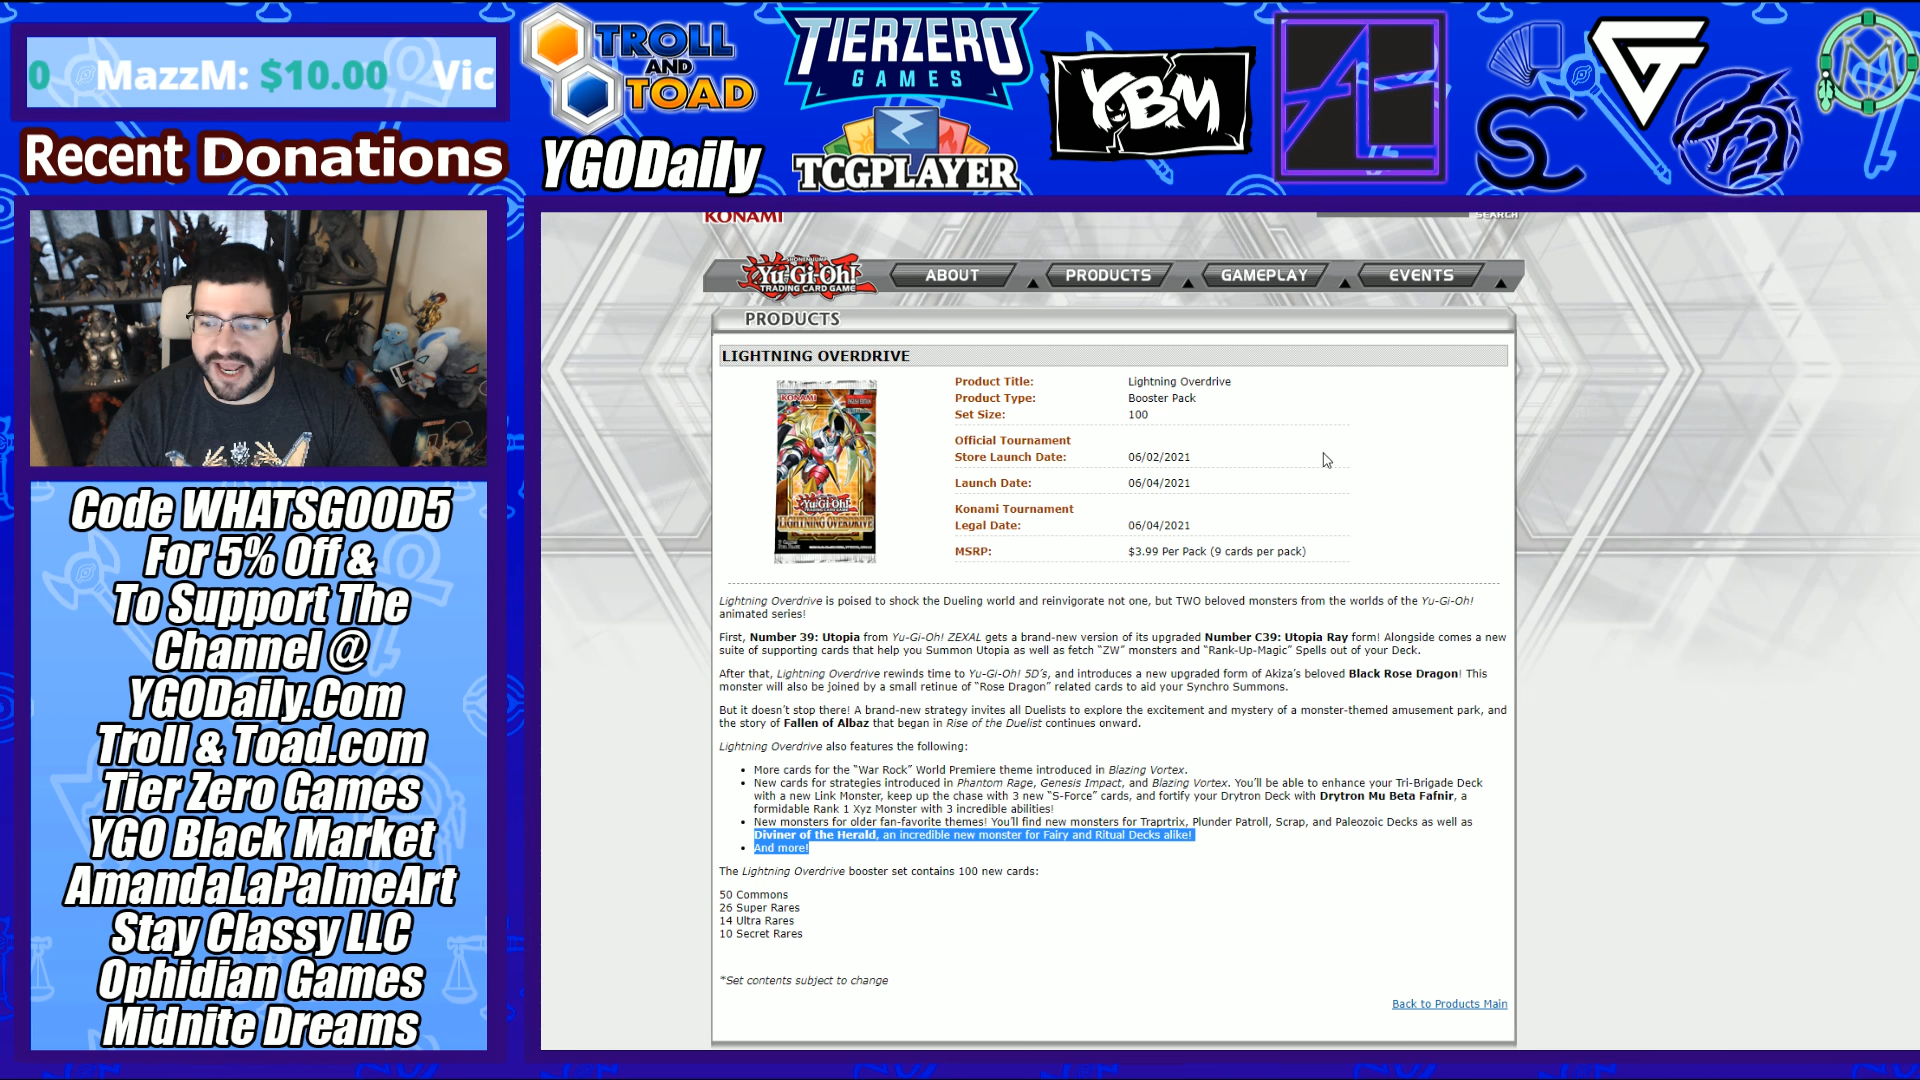 0 MazzM: $10.00 Vic
Recent Donations
TROLL
AND
TOAD
YGODaily
TIERZERO
GAMES
TCGPLAYER
YBM
Code WHATSGOOD5
For 5% Off &
To Support The
Channel @
YGODaily.Com
Troll & Toad.com
Tier Zero Games
YGO Black Market
AmandaLaPalmeArt
Stay Classy LLC
Ophidian Games
Midnite Dreams
KONAMI
SEARCH
Yu-Gi-Oh!
TRADING CARD GAME
ABOUT
PRODUCTS
GAMEPLAY
EVENTS
PRODUCTS
LIGHTNING OVERDRIVE
KONAMI
Yu-Gi-Oh!
LIGHTNING OVERDRIVE
Product Title: Lightning Overdrive
Product Type: Booster Pack
Set Size: 100
Official Tournament
Store Launch Date: 06/02/2021
Launch Date: 06/04/2021
Konami Tournament
Legal Date: 06/04/2021
MSRP: $3.99 Per Pack (9 cards per pack)
Lightning Overdrive is poised to shock the Dueling world and reinvigorate not one, but TWO beloved monsters from the worlds of the Yu-Gi-Oh!
animated series!
First, Number 39: Utopia from Yu-Gi-Oh! ZEXAL gets a brand-new version of its upgraded Number C39: Utopia Ray form! Alongside comes a new
suite of supporting cards that help you Summon Utopia as well as fetch "ZW" monsters and "Rank-Up-Magic" Spells out of your Deck.
After that, Lightning Overdrive rewinds time to Yu-Gi-Oh! 5D's, and introduces a new upgraded form of Akiza's beloved Black Rose Dragon! This
monster will also be joined by a small retinue of "Rose Dragon" related cards to aid your Synchro Summons.
But it doesn't stop there! A brand-new strategy invites all Duelists to explore the excitement and mystery of a monster-themed amusement park, and
the story of Fallen of Albaz that began in Rise of the Duelist continues onward.
Lightning Overdrive also features the following:
• More cards for the "War Rock" World Premiere theme introduced in Blazing Vortex.
• New cards for strategies introduced in Phantom Rage, Genesis Impact, and Blazing Vortex. You'll be able to enhance your Tri-Brigade Deck
with a new Link Monster, keep up the chase with 3 new "S-Force" cards, and fortify your Drytron Deck with Drytron Mu Beta Fafnir, a
formidable Rank 1 Xyz Monster with 3 incredible abilities!
• New monsters for older fan-favorite themes! You'll find new monsters for Traprtrix, Plunder Patroll, Scrap, and Paleozoic Decks as well as
Diviner of the Herald, an incredible new monster for Fairy and Ritual Decks alike!
• And more!
The Lightning Overdrive booster set contains 100 new cards:
50 Commons
26 Super Rares
14 Ultra Rares
10 Secret Rares
*Set contents subject to change
Back to Products Main